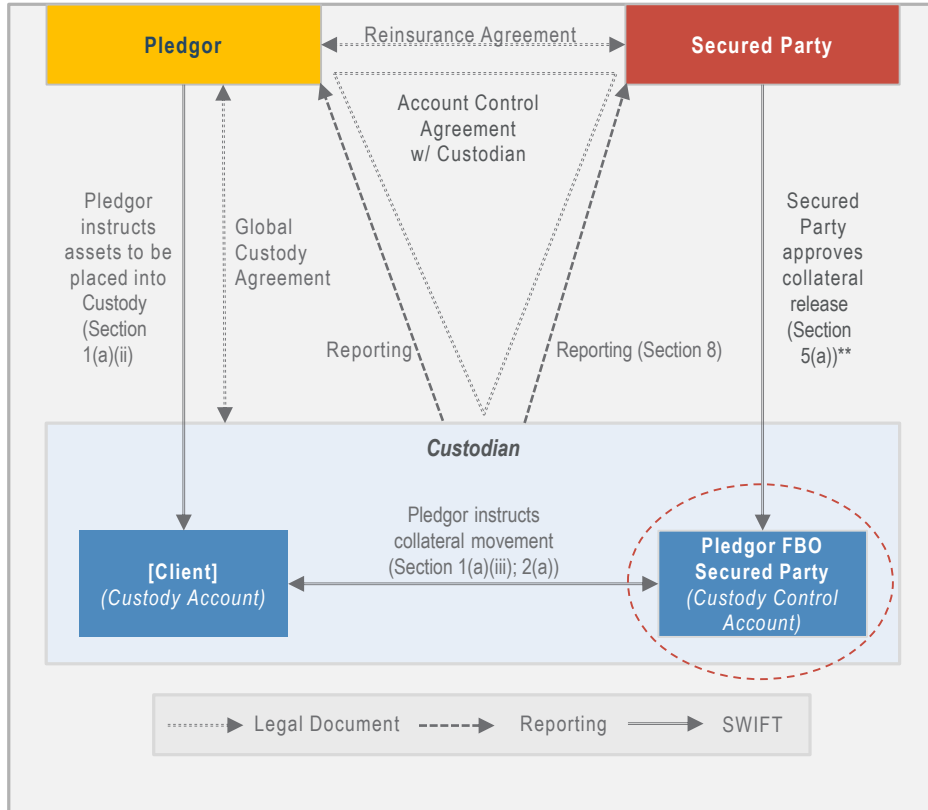 Pledgor
Reinsurance Agreement
Secured Party
Account Control
Agreement
w/ Custodian
Pledgor
instructs
assets to be
placed into
Custody
(Section
1(a)(ii)
Global
Custody
Agreement
Secured
Party
approves
collateral
release
(Section
5(a))**
Reporting
Reporting (Section 8)
Custodian
Pledgor instructs
collateral movement
(Section 1(a)(iii); 2(a))
[Client]
(Custody Account)
Pledgor FBO
Secured Party
(Custody Control
Account)
Legal Document
Reporting
SWIFT